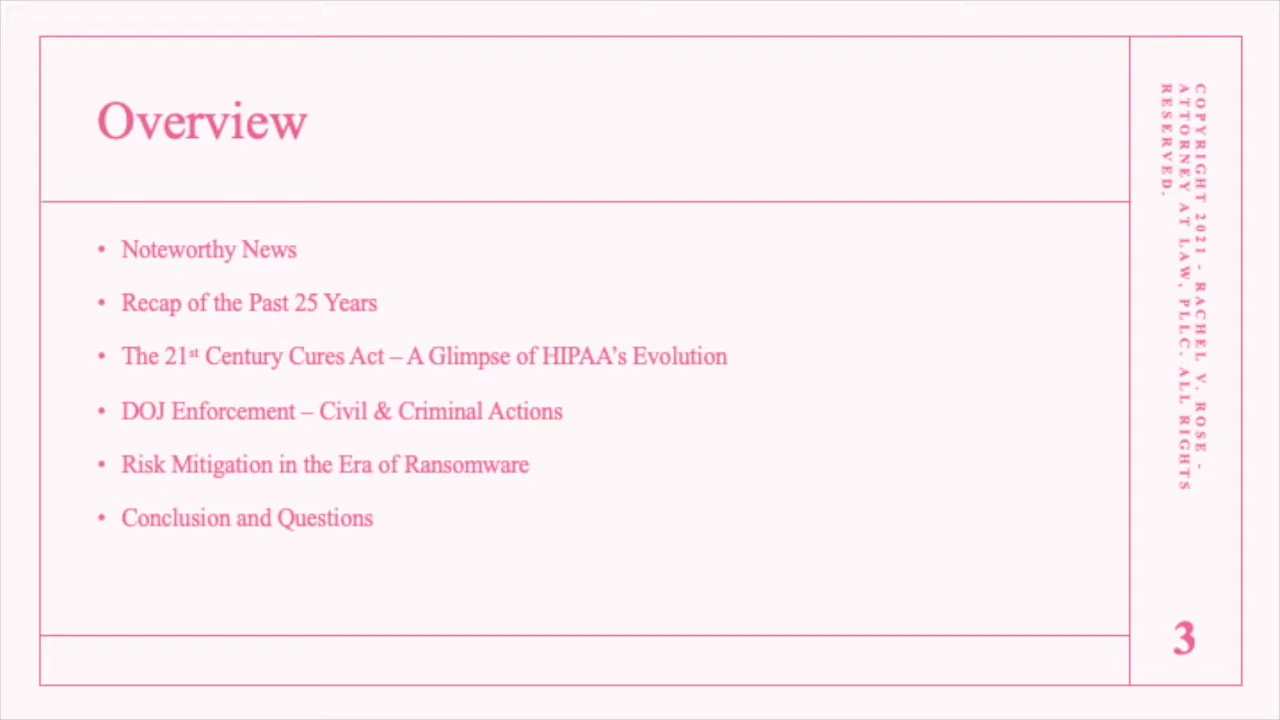 Overview
• Noteworthy News
• Recap of the Past 25 Years
• The 21st Century Cures Act – A Glimpse of HIPAA's Evolution
• DOJ Enforcement – Civil & Criminal Actions
• Risk Mitigation in the Era of Ransomware
• Conclusion and Questions
COPYRIGHT 2021 - RACHEL V. ROSE -
ATTORNEY AT LAW, PLLC. ALL RIGHTS
RESERVED.
3